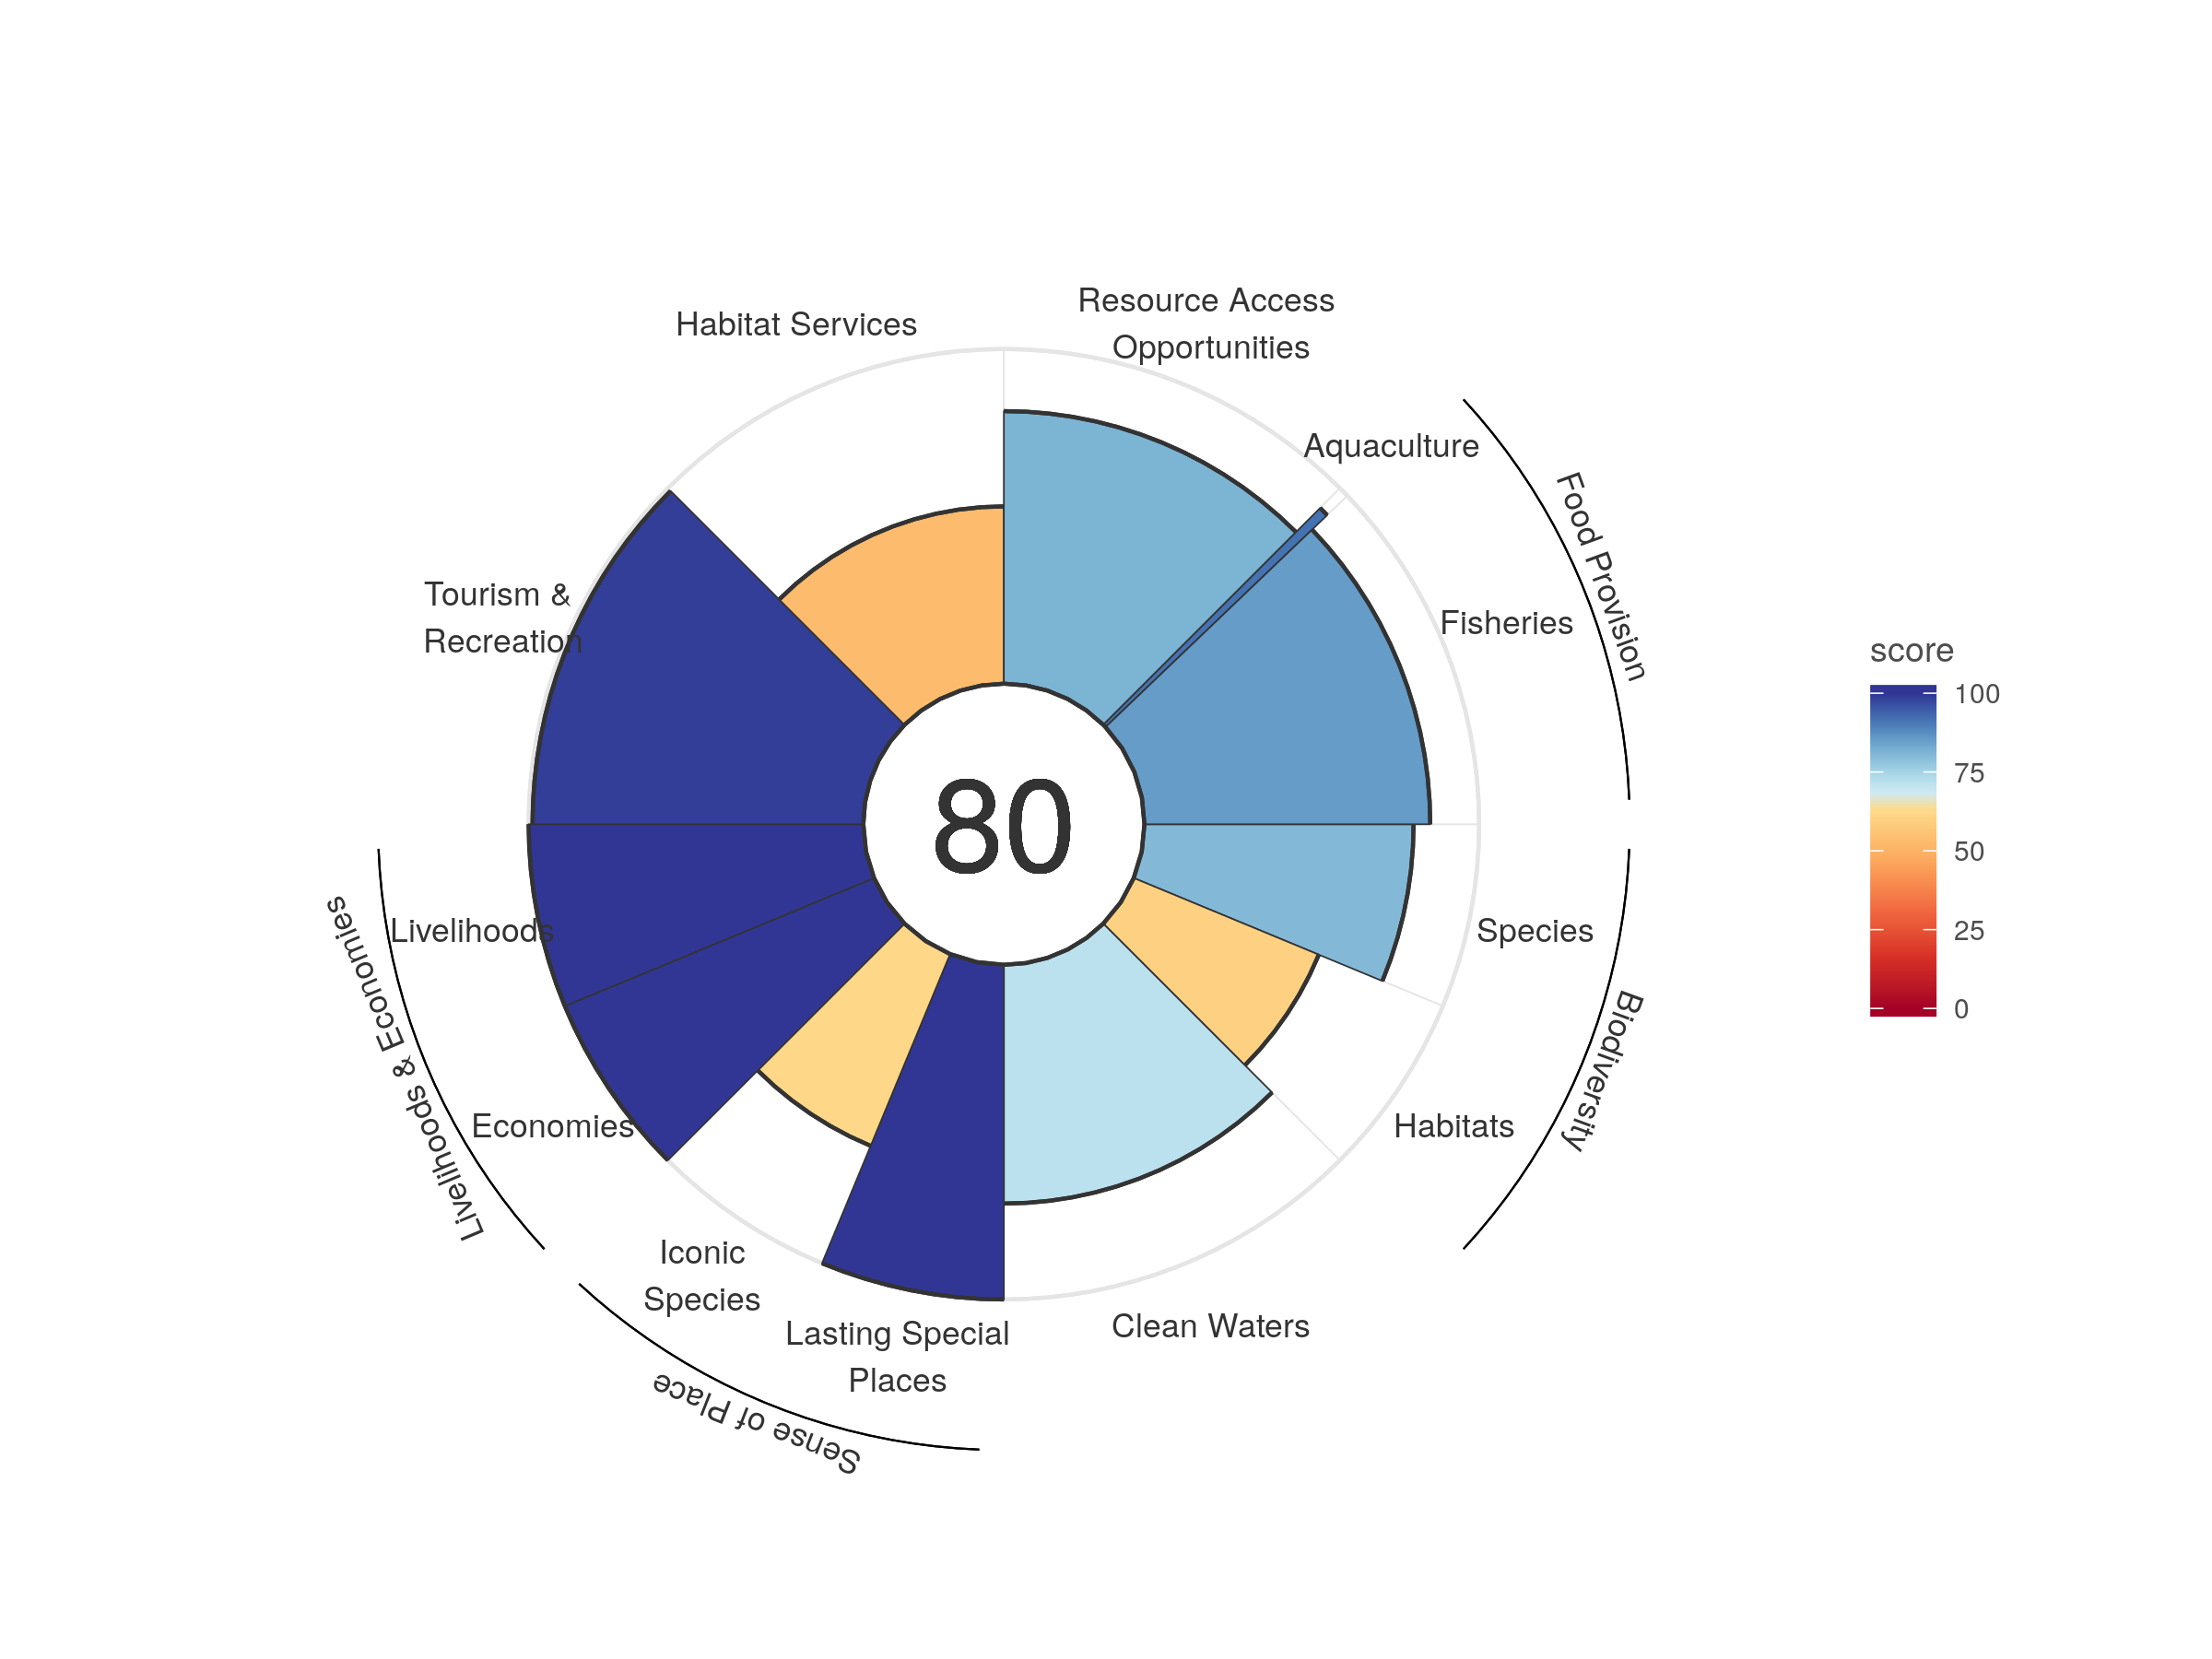 Resource Access
Opportunities
Habitat Services
Aquaculture
Food Provision
Tourism &
Recreation
Fisheries
score
100
75
50
25
0
80
Livelihoods
Species
Livelihoods & Economies
Biodiversity
Economies
Habitats
Iconic
Species
Lasting Special
Places
Clean Waters
Sense of Place